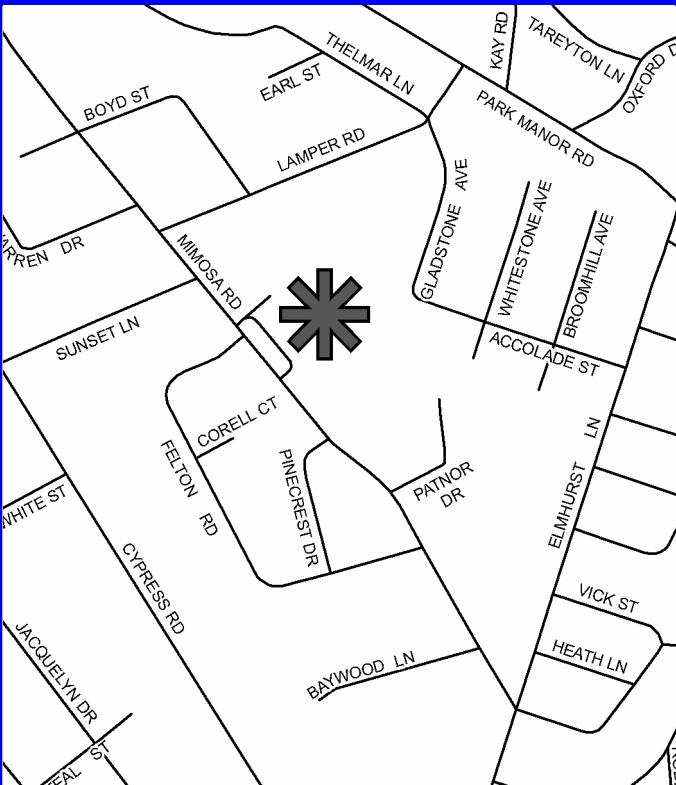 KAY RD
TAREYTON LN
OXFORD D
THELMAR LN
EARL ST
BOYD ST
PARK MANOR RD
LAMPER RD
GLADSTONE AVE
WHITESTONE AVE
BROOMHILL AVE
ARREN DR
MIMOSA RD
SUNSET LN
ACCOLADE ST
CORELL CT
FELTON RD
PINECREST DR
PATNOR
DR
ELMHURST LN
WHITE ST
CYPRESS RD
VICK ST
HEATH LN
BAYWOOD LN
JACQUELYN DR
EAL ST